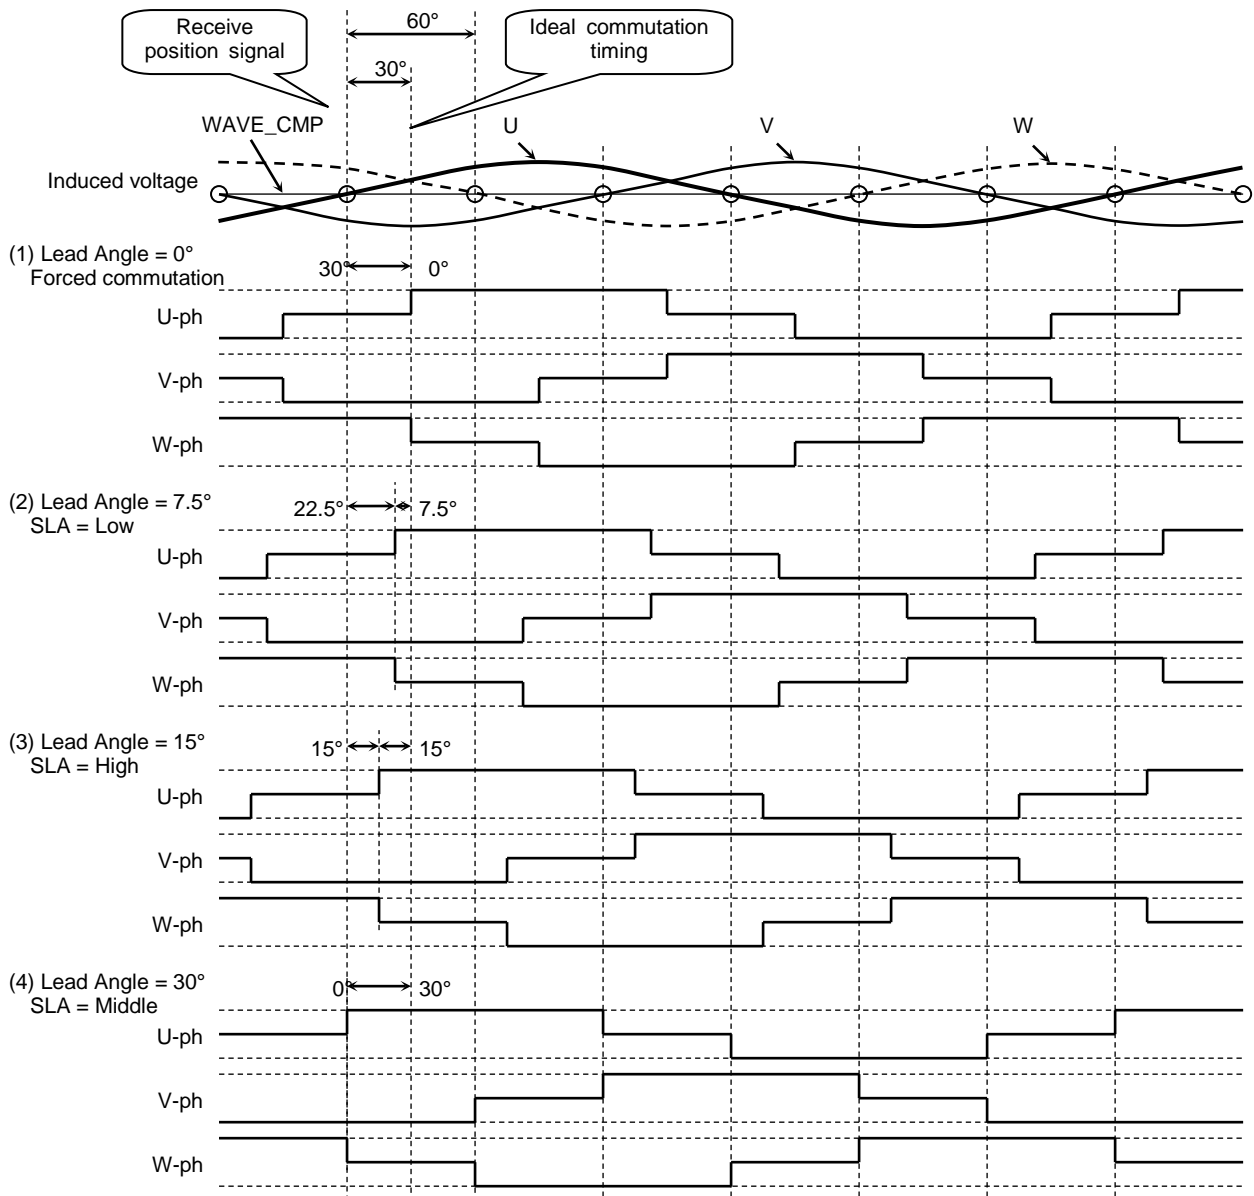 Receive
position signal
60°
Ideal commutation
timing
30°
WAVE_CMP
U
V
W
Induced voltage
(1) Lead Angle = 0°
Forced commutation
30°
0°
U-ph
V-ph
W-ph
(2) Lead Angle = 7.5°
SLA = Low
22.5°
7.5°
U-ph
V-ph
W-ph
(3) Lead Angle = 15°
SLA = High
15°
15°
U-ph
V-ph
W-ph
(4) Lead Angle = 30°
SLA = Middle
0°
30°
U-ph
V-ph
W-ph